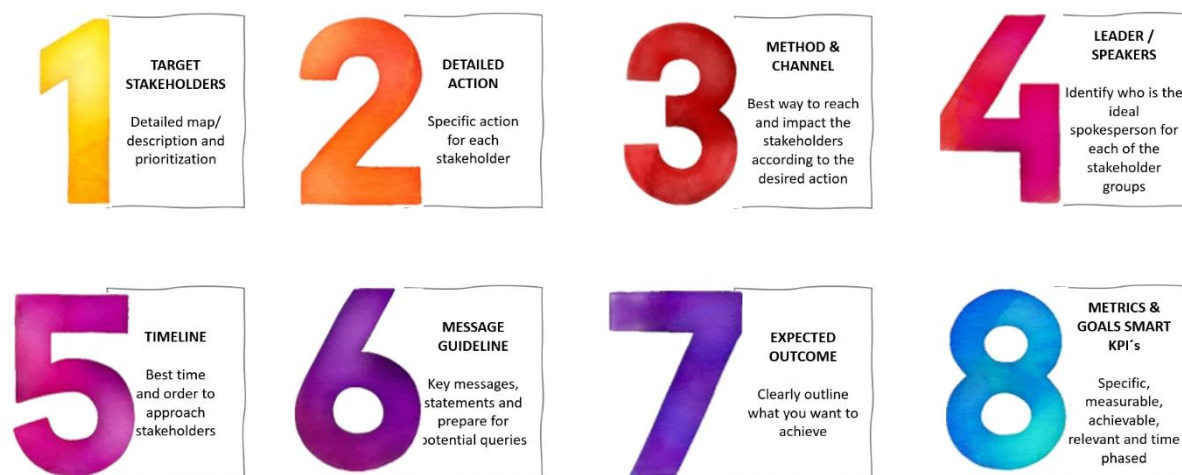 1
TARGET
STAKEHOLDERS
Detailed map/
description and
prioritization
2
DETAILED
ACTION
Specific action
for each
stakeholder
3
METHOD &
CHANNEL
Best way to reach
and impact the
stakeholders
according to the
desired action
4
LEADER /
SPEAKERS
Identify who is the
ideal
spokesperson for
each of the
stakeholder
groups
5
TIMELINE
Best time
and order to
approach
stakeholders
6
MESSAGE
GUIDELINE
Key messages,
statements and
prepare for
potential queries
7
EXPECTED
OUTCOME
Clearly outline
what you want to
achieve
8
METRICS &
GOALS SMART
KPI´s
Specific,
measurable,
achievable,
relevant and time
phased